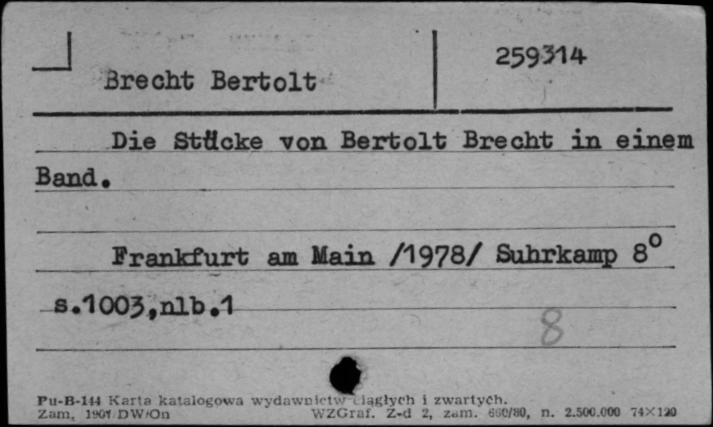 259314
Brecht Bertolt
Die Stücke von Bertolt Brecht in einem
Band.
Frankfurt am Main /1978/ Suhrkamp 8°
s.1003,nlb.1
8
Pu-B-144 Karta katalogowa wydawnictw ciągłych i zwartych.
Zam. DW/On WZGraf. Z-d 2, zam. 660/80, n. 2.500.000 74×120